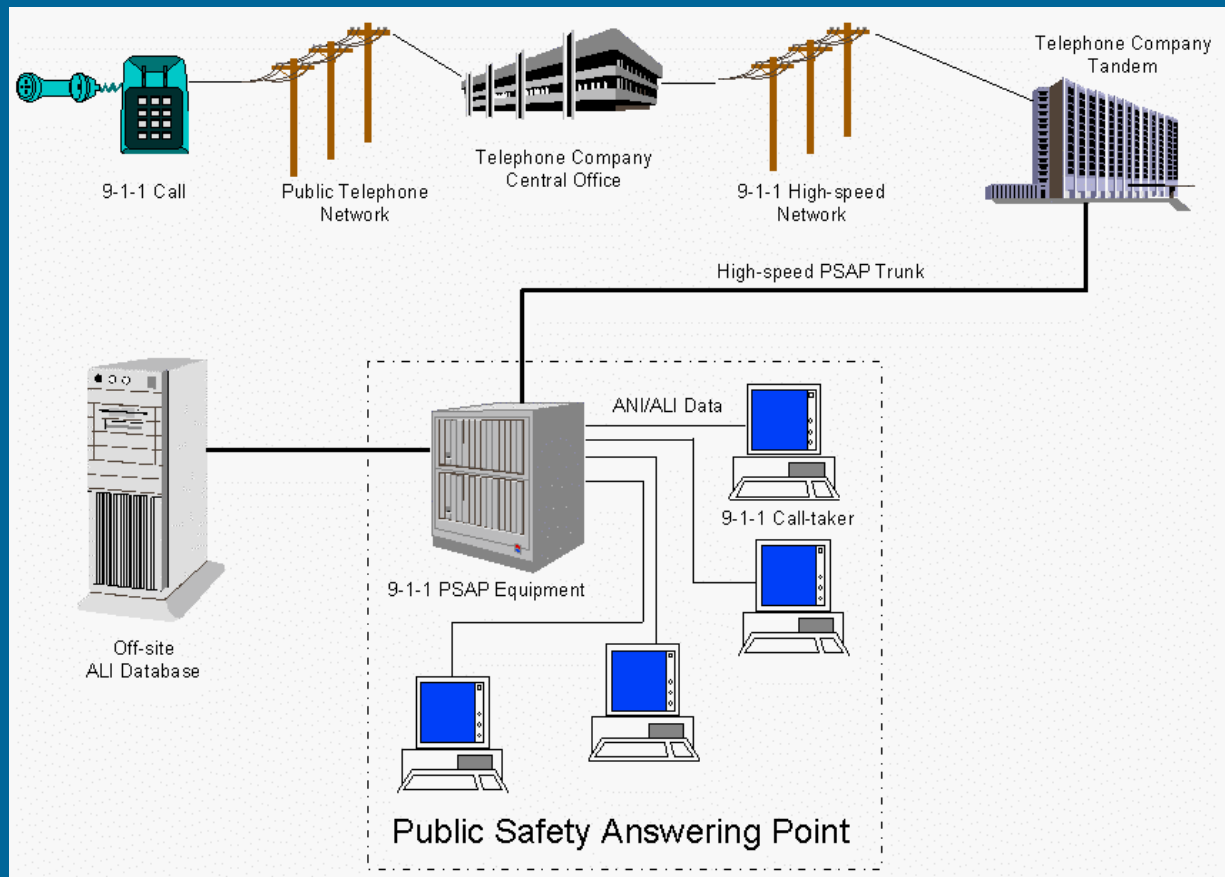 Telephone Company
Tandem
Telephone Company
Central Office
9-1-1 Call
Public Telephone
Network
9-1-1 High-speed
Network
High-speed PSAP Trunk
ANI/ALI Data
9-1-1 Call-taker
9-1-1 PSAP Equipment
Off-site
ALI Database
Public Safety Answering Point